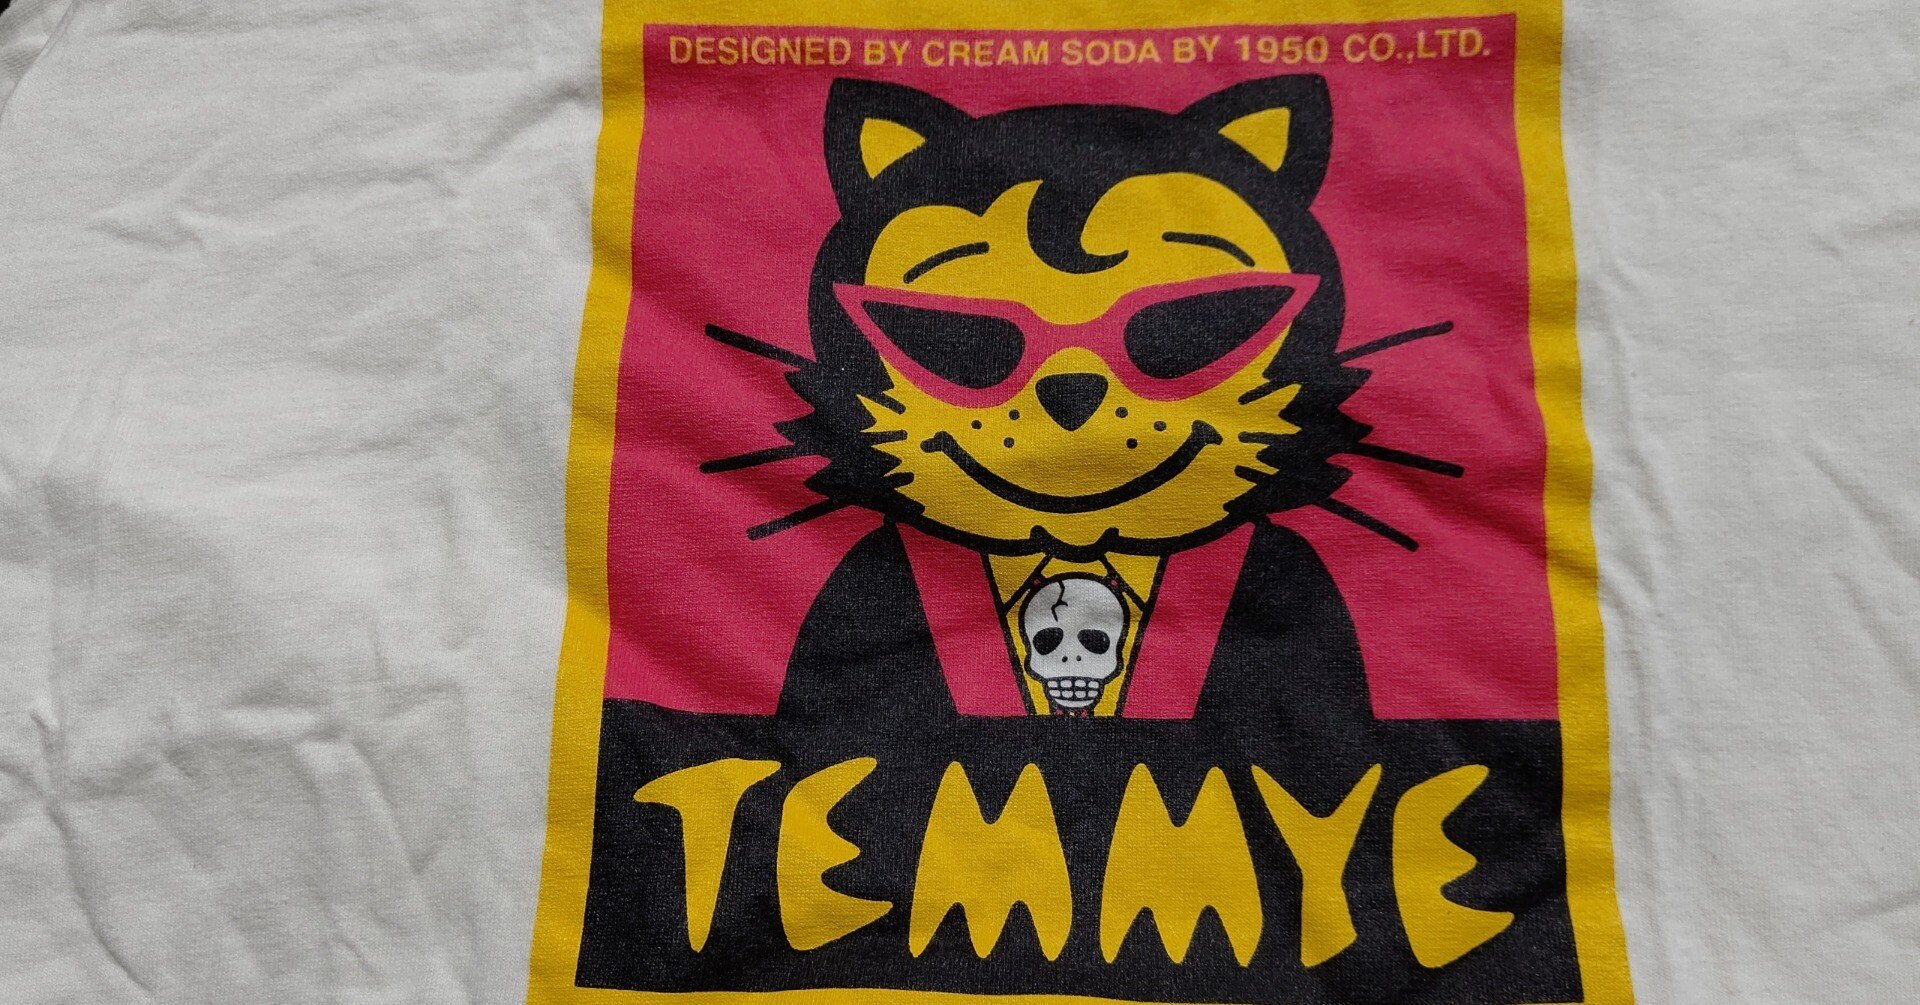 DESIGNED BY CREAM SODA BY 1950 CO.,LTD.
TEMMYE